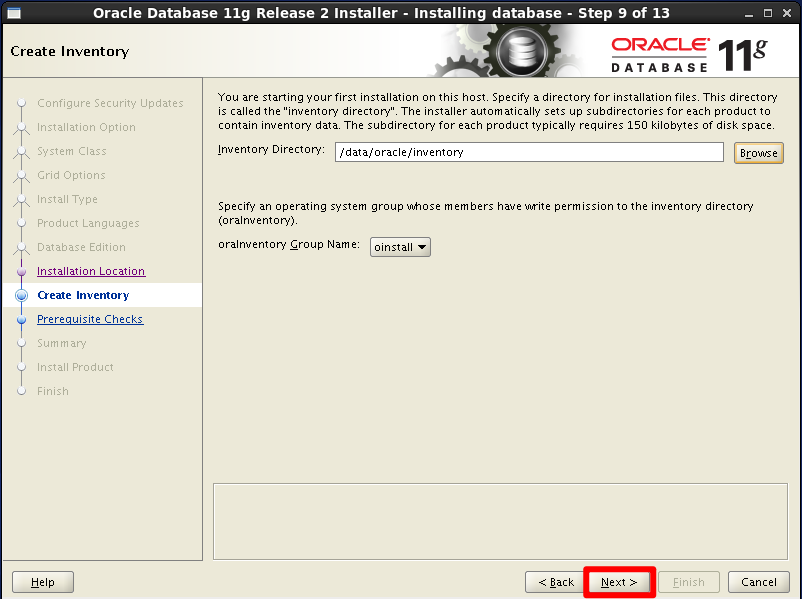 Oracle Database 11g Release 2 Installer - Installing database - Step 9 of 13
Create Inventory
ORACLE
DATABASE
11g
Configure Security Updates
Installation Option
System Class
Grid Options
Install Type
Product Languages
Database Edition
Installation Location
Create Inventory
Prerequisite Checks
Summary
Install Product
Finish
You are starting your first installation on this host. Specify a directory for installation files. This directory
is called the "inventory directory". The installer automatically sets up subdirectories for each product to
contain inventory data. The subdirectory for each product typically requires 150 kilobytes of disk space.
Inventory Directory: /data/oracle/inventory Browse
Specify an operating system group whose members have write permission to the inventory directory
(oraInventory).
oraInventory Group Name: oinstall
Help < Back Next > Finish Cancel